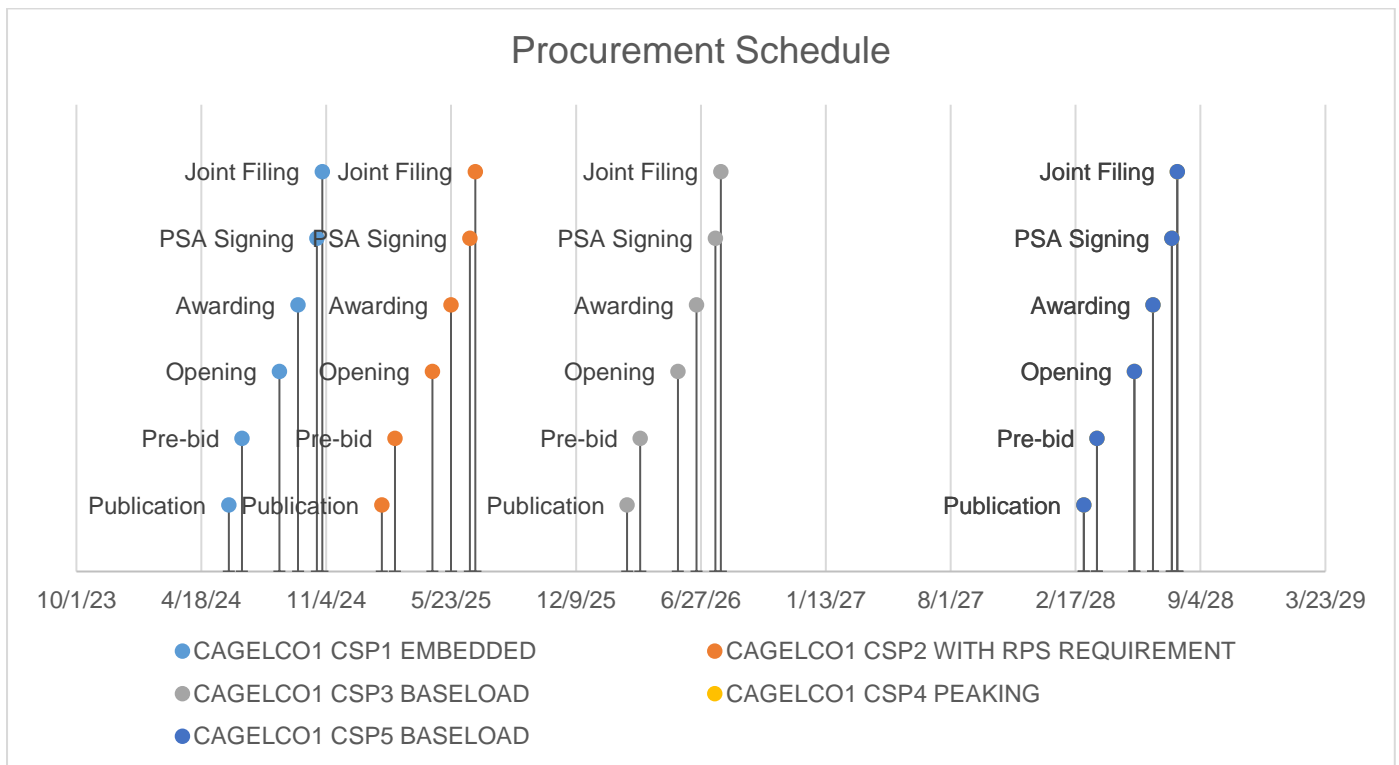 Procurement Schedule
Joint Filing Joint Filing Joint Filing Joint Filing
PSA Signing PSA Signing PSA Signing PSA Signing
Awarding Awarding Awarding Awarding
Opening Opening Opening Opening
Pre-bid Pre-bid Pre-bid Pre-bid
Publication Publication Publication Publication
10/1/23 4/18/24 11/4/24 5/23/25 12/9/25 6/27/26 1/13/27 8/1/27 2/17/28 9/4/28 3/23/29
CAGELCO1 CSP1 EMBEDDED CAGELCO1 CSP2 WITH RPS REQUIREMENT
CAGELCO1 CSP3 BASELOAD CAGELCO1 CSP4 PEAKING
CAGELCO1 CSP5 BASELOAD